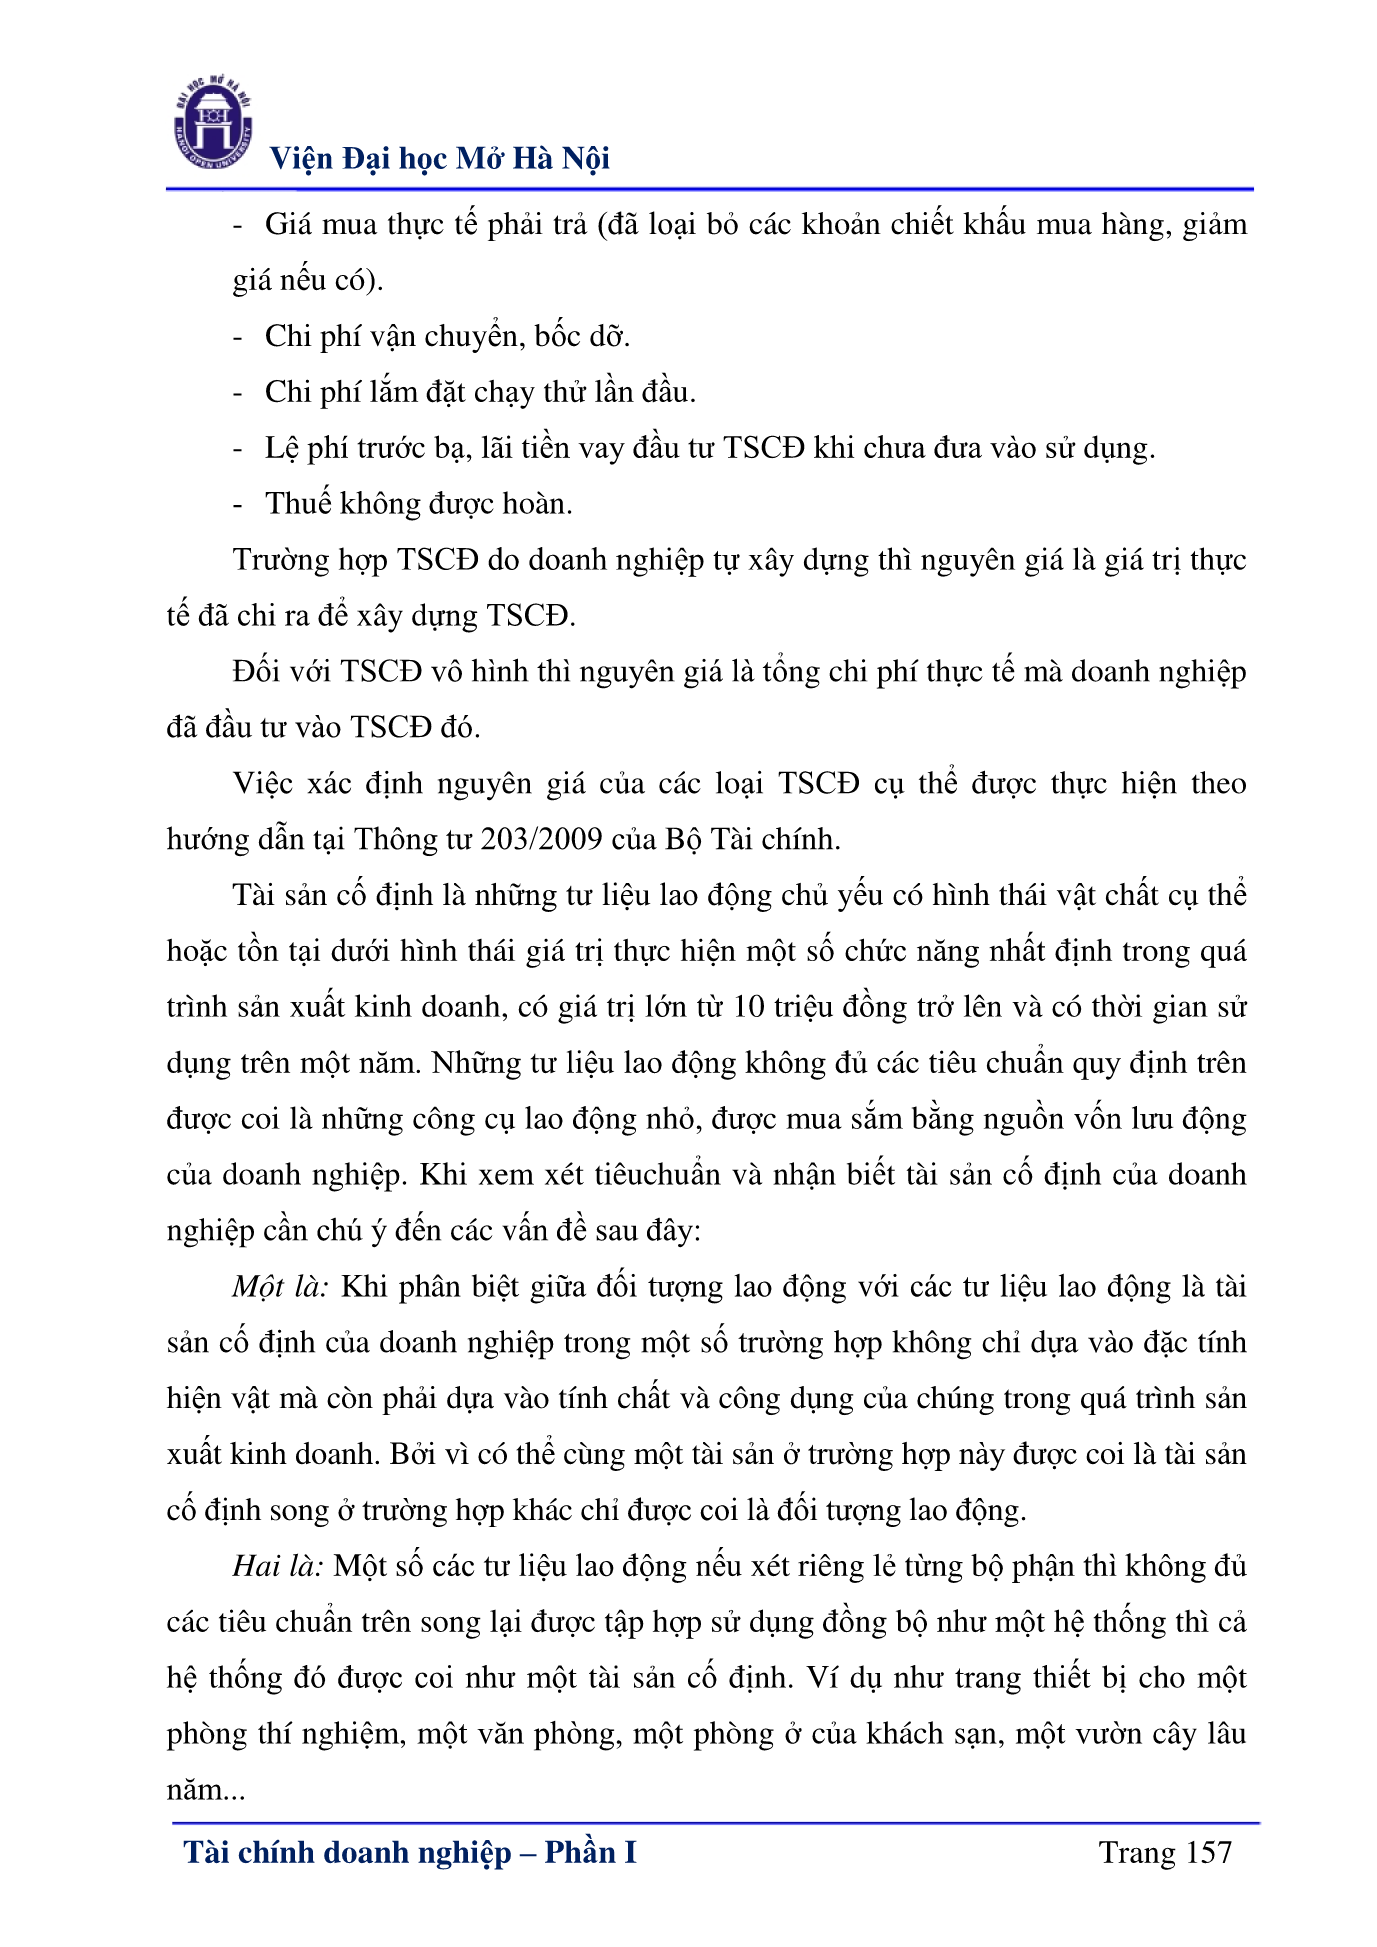 ĐẠI HỌC MỞ HÀ NỘI
HANOI OPEN UNIVERSITY
Viện Đại học Mở Hà Nội
- Giá mua thực tế phải trả (đã loại bỏ các khoản chiết khấu mua hàng, giảm
giá nếu có).
- Chi phí vận chuyển, bốc dỡ.
- Chi phí lắm đặt chạy thử lần đầu.
- Lệ phí trước bạ, lãi tiền vay đầu tư TSCĐ khi chưa đưa vào sử dụng.
- Thuế không được hoàn.
Trường hợp TSCĐ do doanh nghiệp tự xây dựng thì nguyên giá là giá trị thực
tế đã chi ra để xây dựng TSCĐ.
Đối với TSCĐ vô hình thì nguyên giá là tổng chi phí thực tế mà doanh nghiệp
đã đầu tư vào TSCĐ đó.
Việc xác định nguyên giá của các loại TSCĐ cụ thể được thực hiện theo
hướng dẫn tại Thông tư 203/2009 của Bộ Tài chính.
Tài sản cố định là những tư liệu lao động chủ yếu có hình thái vật chất cụ thể
hoặc tồn tại dưới hình thái giá trị thực hiện một số chức năng nhất định trong quá
trình sản xuất kinh doanh, có giá trị lớn từ 10 triệu đồng trở lên và có thời gian sử
dụng trên một năm. Những tư liệu lao động không đủ các tiêu chuẩn quy định trên
được coi là những công cụ lao động nhỏ, được mua sắm bằng nguồn vốn lưu động
của doanh nghiệp. Khi xem xét tiêuchuẩn và nhận biết tài sản cố định của doanh
nghiệp cần chú ý đến các vấn đề sau đây:
Một là: Khi phân biệt giữa đối tượng lao động với các tư liệu lao động là tài
sản cố định của doanh nghiệp trong một số trường hợp không chỉ dựa vào đặc tính
hiện vật mà còn phải dựa vào tính chất và công dụng của chúng trong quá trình sản
xuất kinh doanh. Bởi vì có thể cùng một tài sản ở trường hợp này được coi là tài sản
cố định song ở trường hợp khác chỉ được coi là đối tượng lao động.
Hai là: Một số các tư liệu lao động nếu xét riêng lẻ từng bộ phận thì không đủ
các tiêu chuẩn trên song lại được tập hợp sử dụng đồng bộ như một hệ thống thì cả
hệ thống đó được coi như một tài sản cố định. Ví dụ như trang thiết bị cho một
phòng thí nghiệm, một văn phòng, một phòng ở của khách sạn, một vườn cây lâu
năm...
Tài chính doanh nghiệp – Phần I Trang 157